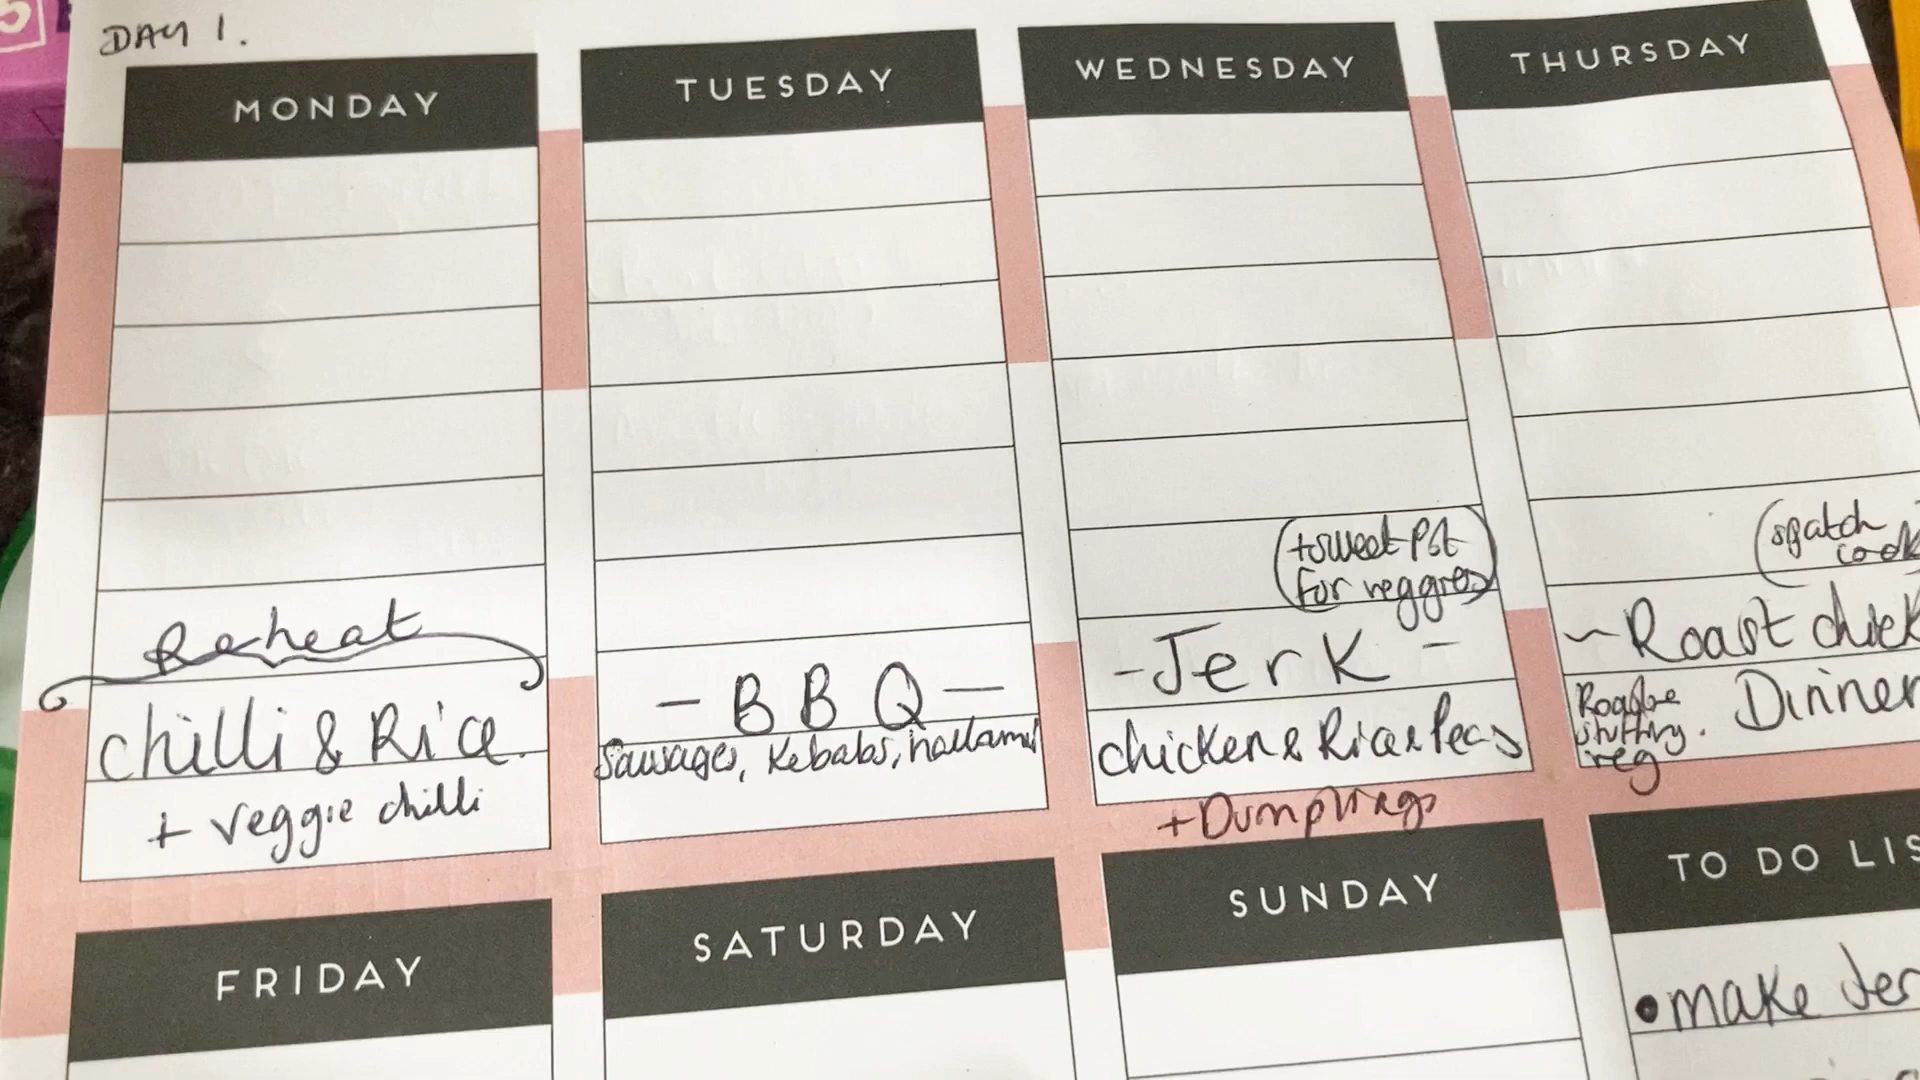 DAY 1.
MONDAY
Reheat
Chilli & Rice
+ veggie chilli
TUESDAY
- BBQ -
Sausages, Kebabs, halloumi
WEDNESDAY
+ sweet pot
for veggies
- Jerk -
chicken & Rice & Peas
+ Dumplings
THURSDAY
spatch
cook
- Roast chick
Dinner
stuffing.
veg
FRIDAY
SATURDAY
SUNDAY
TO DO LIS
• make Jer